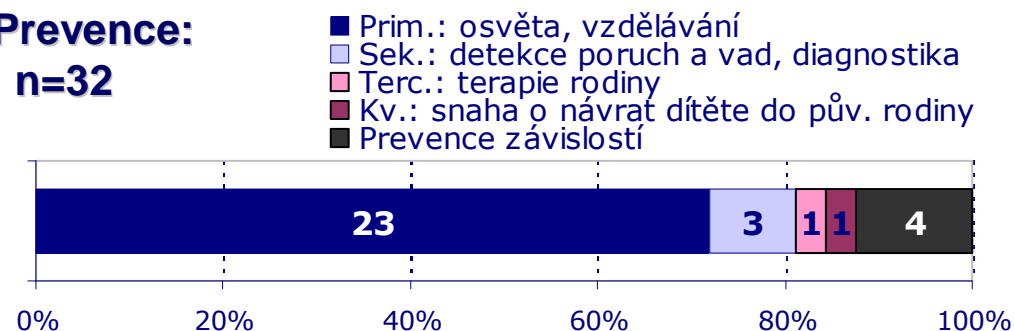 Prevence:
n=32
Prim.: osvěta, vzdělávání
Sek.: detekce poruch a vad, diagnostika
Terc.: terapie rodiny
Kv.: snaha o návrat dítěte do pův. rodiny
Prevence závislostí
23 3 1 1 4
0% 20% 40% 60% 80% 100%